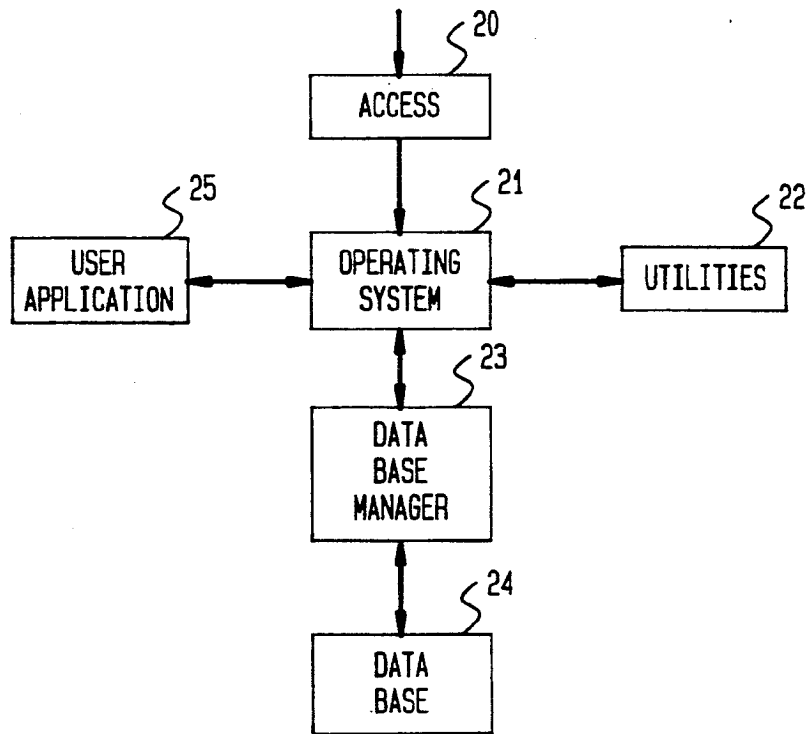 20
ACCESS
21
OPERATING
SYSTEM
25
USER
APPLICATION
22
UTILITIES
23
DATA
BASE
MANAGER
24
DATA
BASE